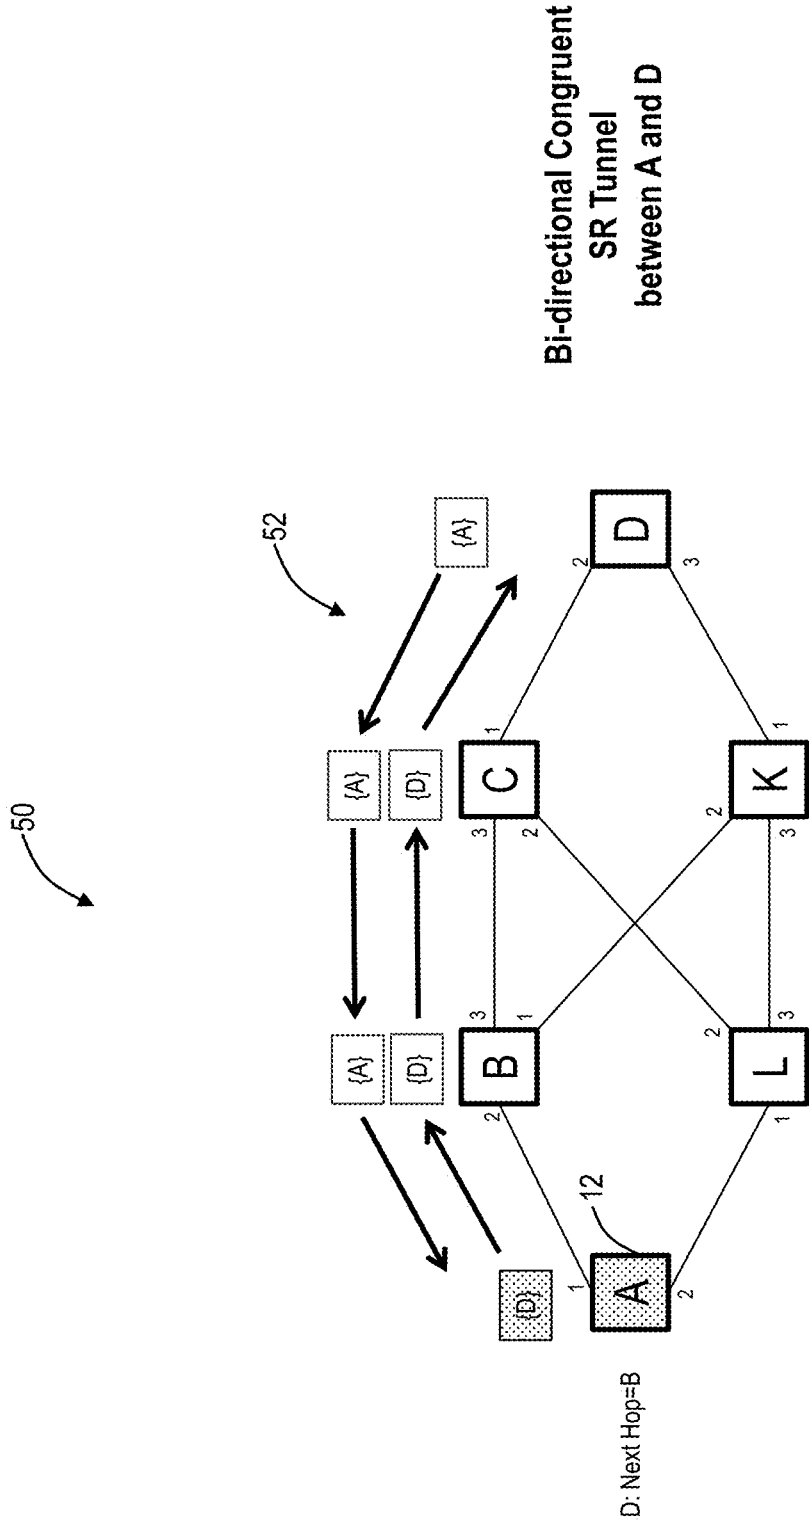 50
52
{A}
{A}
{D}
{D}
{A}
2
B
3
3
C
1
1
2
{D}
Bi-directional Congruent
SR Tunnel
between A and D
1
2
12
D: Next Hop=B
A
D
2
3
2
2
1
L
3
3
K
1